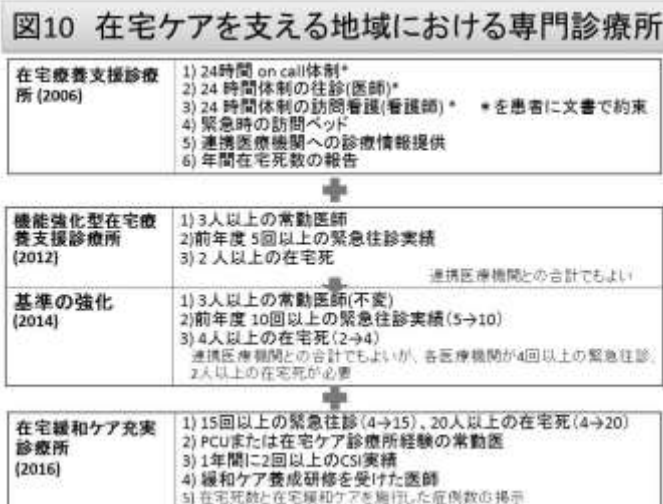 図10 在宅ケアを支える地域における専門診療所
在宅療養支援診療
所 (2006)
1) 24時間 on call体制*
2) 24 時間体制の往診(医師)*
3) 24 時間体制の訪問看護(看護師) * *を患者に文書で約束
4) 緊急時の訪問ベッド
5) 連携医療機関への診療情報提供
6) 年間在宅死数の報告
機能強化型在宅療
養支援診療所
(2012)
1) 3人以上の常勤医師
2)前年度 5回以上の緊急往診実績
3) 2 人以上の在宅死
連携医療機関との合計でもよい
基準の強化
(2014)
1) 3人以上の常勤医師(不変)
2)前年度 10回以上の緊急往診実績(5→10)
3) 4人以上の在宅死(2→4)
連携医療機関との合計でもよいが、各医療機関が4回以上の緊急往診、
2人以上の在宅死が必要
在宅緩和ケア充実
診療所
(2016)
1) 15回以上の緊急往診(4→15)、20人以上の在宅死(4→20)
2) PCUまたは在宅ケア診療所経験の常勤医
3) 1年間に2回以上のCSI実績
4) 緩和ケア養成研修を受けた医師
5) 在宅死数と在宅緩和ケアを施行した症例数の掲示